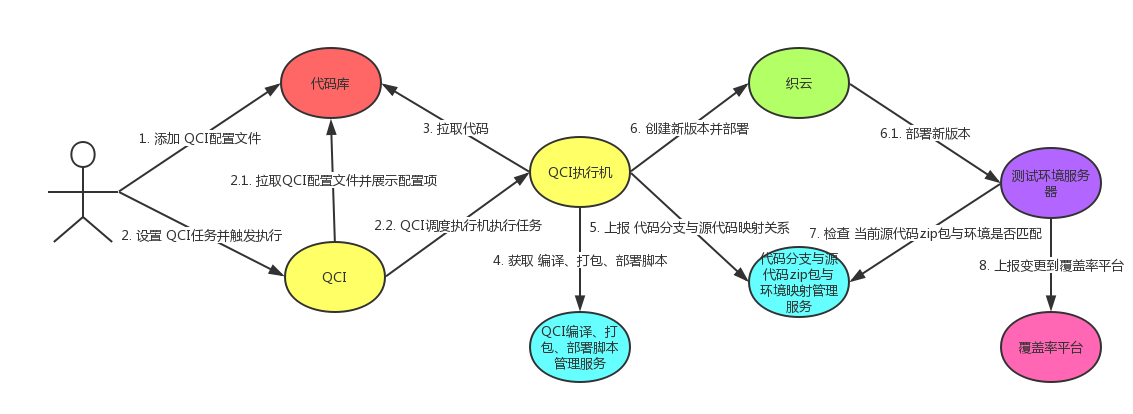 代码库
织云
1. 添加 QCI配置文件
3. 拉取代码
6. 创建新版本并部署
6.1. 部署新版本
QCI执行机
测试环境服务
器
2.1. 拉取QCI配置文件并展示配置项
2. 设置 QCI任务并触发执行
2.2. QCI调度执行机执行任务
5. 上报 代码分支与源代码映射关系
7. 检查 当前源代码zip包与环境是否匹配
4. 获取 编译、打包、部署脚本
8. 上报变更到覆盖率平台
QCI
代码分支与源
代码zip包与
环境映射管理
服务
QCI编译、打
包、部署脚本
管理服务
覆盖率平台